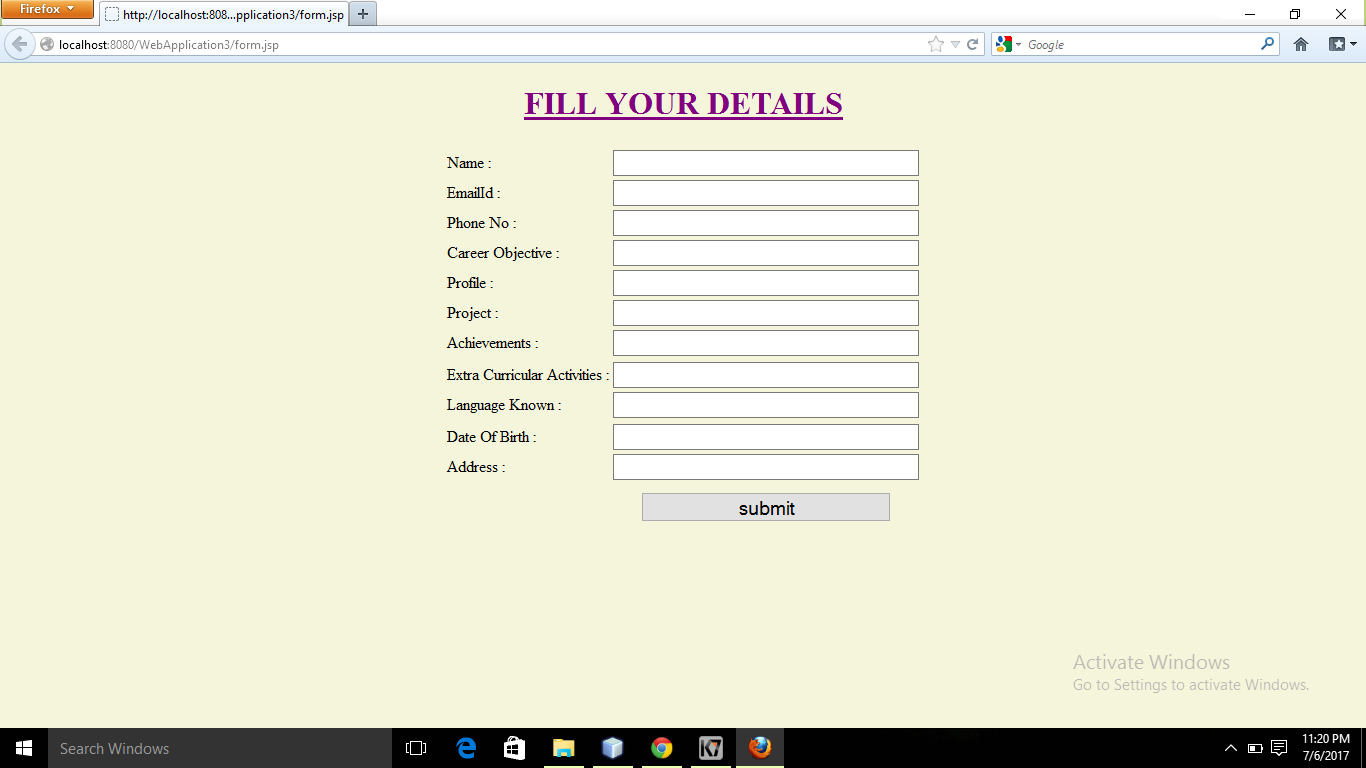 Firefox
http://localhost:808...pplication3/form.jsp
localhost:8080/WebApplication3/form.jsp
Google
FILL YOUR DETAILS
Name :
EmailId :
Phone No :
Career Objective :
Profile :
Project :
Achievements :
Extra Curricular Activities :
Language Known :
Date Of Birth :
Address :
submit
Activate Windows
Go to Settings to activate Windows.
Search Windows
K7
11:20 PM
7/6/2017